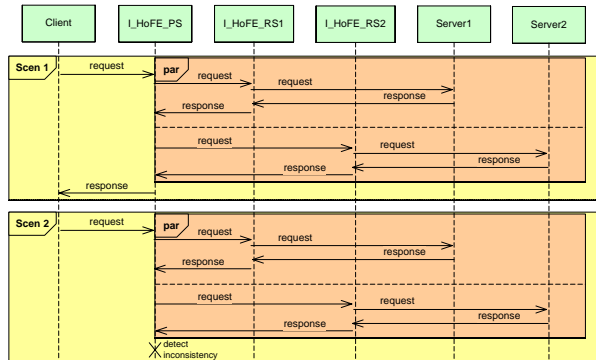 Client I_HoFE_PS I_HoFE_RS1 I_HoFE_RS2 Server1 Server2
Scen 1
request
par
request
request
response
response
request
request
response
response
response
Scen 2
request
par
request
request
response
response
request
request
response
response
detect
inconsistency